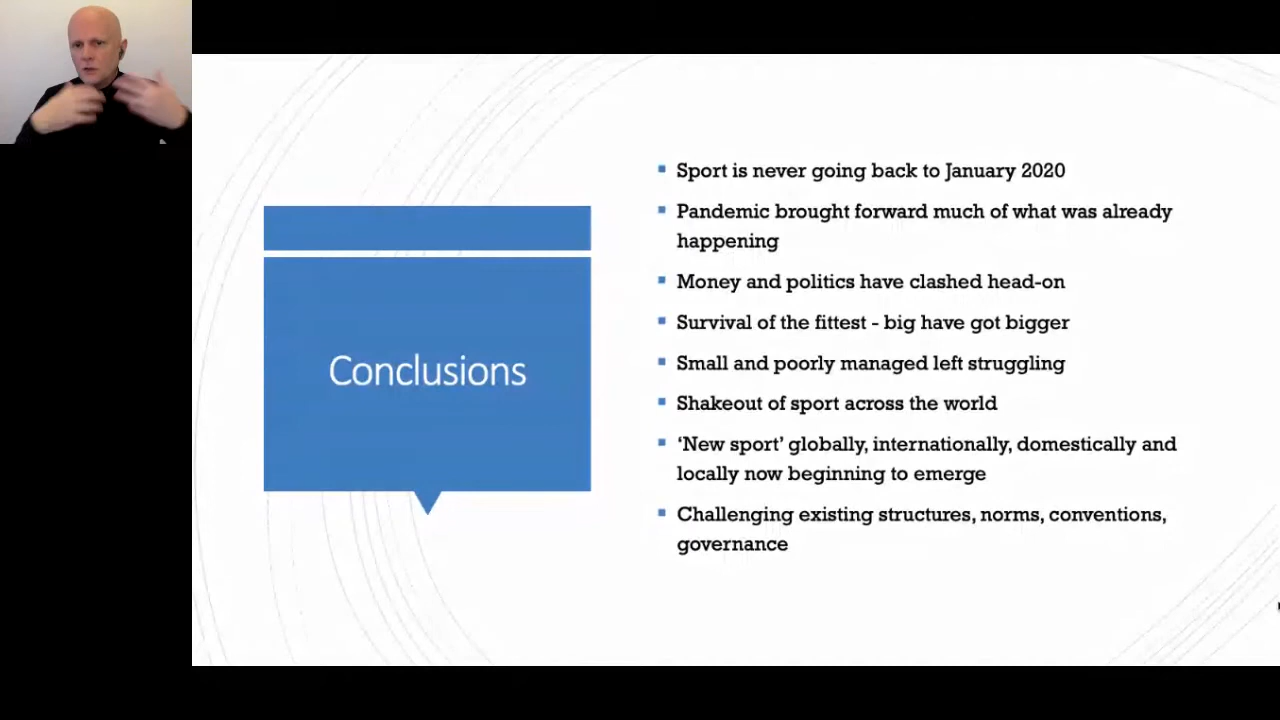 Conclusions
Sport is never going back to January 2020
Pandemic brought forward much of what was already
happening
Money and politics have clashed head-on
Survival of the fittest - big have got bigger
Small and poorly managed left struggling
Shakeout of sport across the world
‘New sport’ globally, internationally, domestically and
locally now beginning to emerge
Challenging existing structures, norms, conventions,
governance